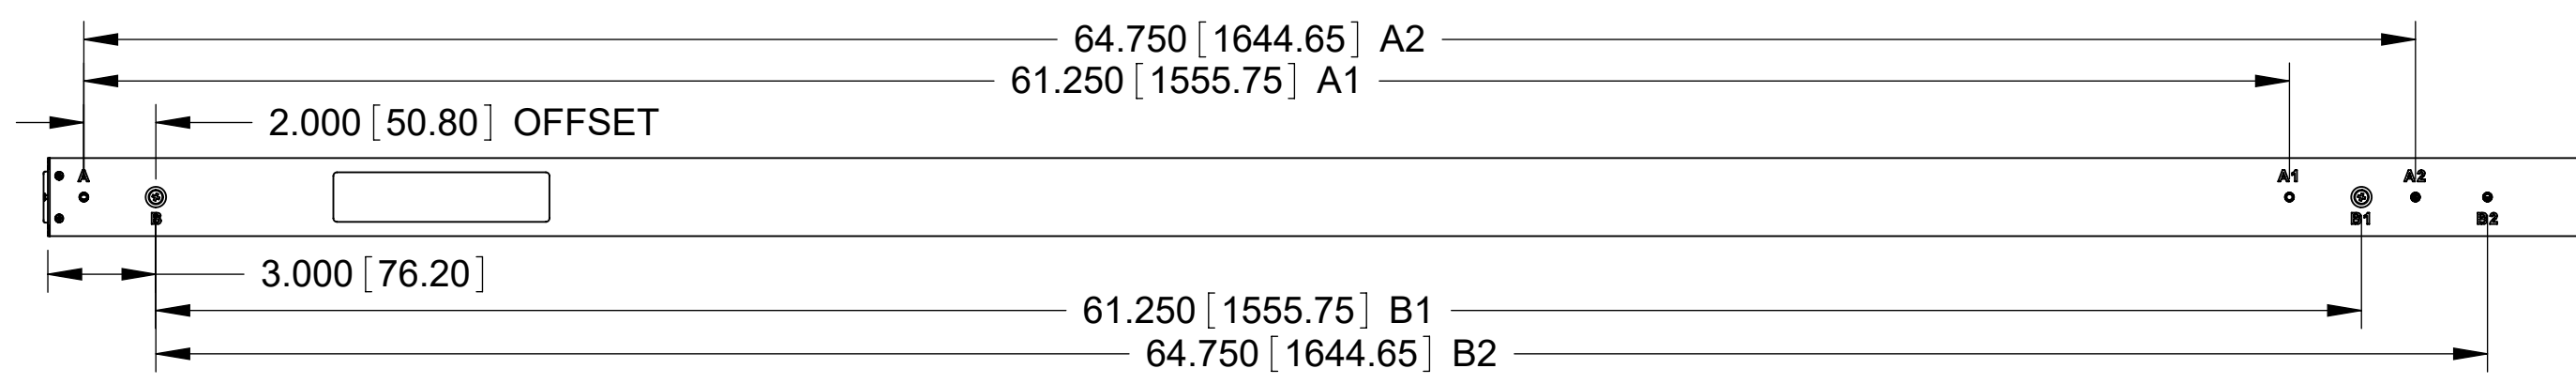 64.750 [1644.65] A2
61.250 [1555.75] A1
2.000 [50.80] OFFSET
A A1 A2
B B1 B2
3.000 [76.20]
61.250 [1555.75] B1
64.750 [1644.65] B2